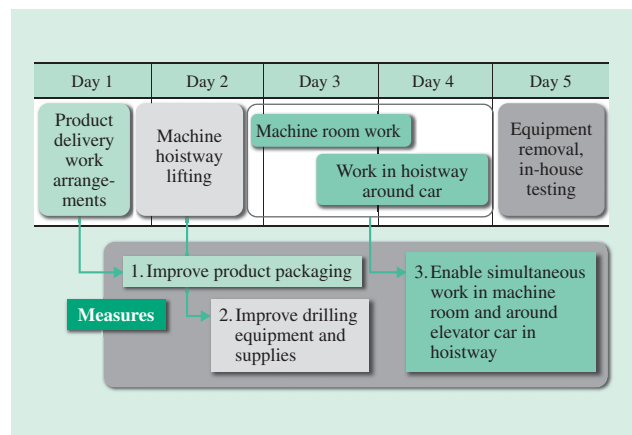 Day 1 Day 2 Day 3 Day 4 Day 5
Product
delivery
work
arrange-
ments
Machine
hoistway
lifting
Machine room work
Work in hoistway
around car
Equipment
removal,
in-house
testing
1. Improve product packaging
Measures
2. Improve drilling
equipment and
supplies
3. Enable simultaneous
work in machine
room and around
elevator car in
hoistway